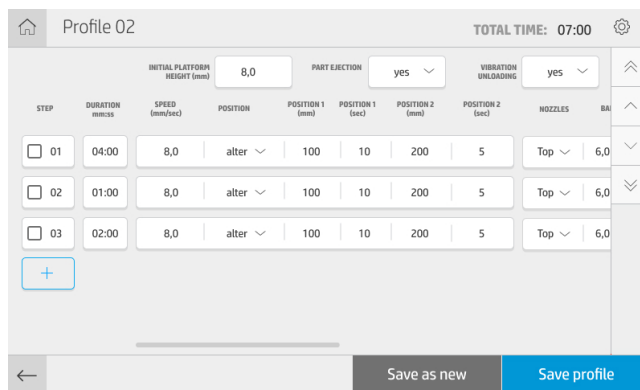 Profile 02
TOTAL TIME: 07:00
INITIAL PLATFORM
HEIGHT (mm)
8,0
PART EJECTION
yes
VIBRATION
UNLOADING
yes
STEP
DURATION
mm:ss
SPEED
(mm/sec)
POSITION
POSITION 1
(mm)
POSITION 1
(sec)
POSITION 2
(mm)
POSITION 2
(sec)
NOZZLES
BA
01 04:00 8,0 alter 100 10 200 5 Top 6,0
02 01:00 8,0 alter 100 10 200 5 Top 6,0
03 02:00 8,0 alter 100 10 200 5 Top 6,0
+
Save as new
Save profile